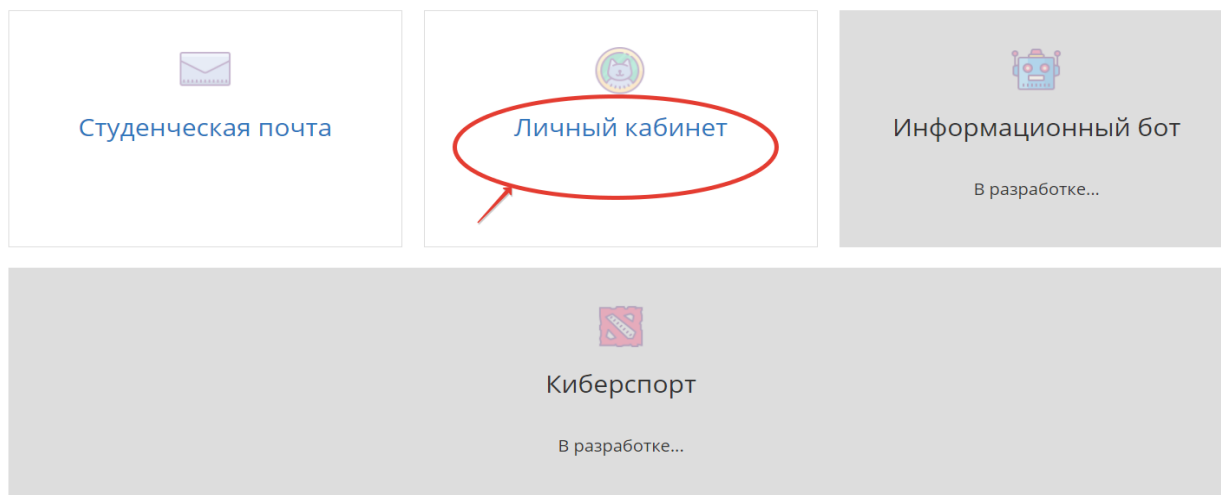 Студенческая почта
Личный кабинет
Информационный бот
В разработке...
Киберспорт
В разработке...